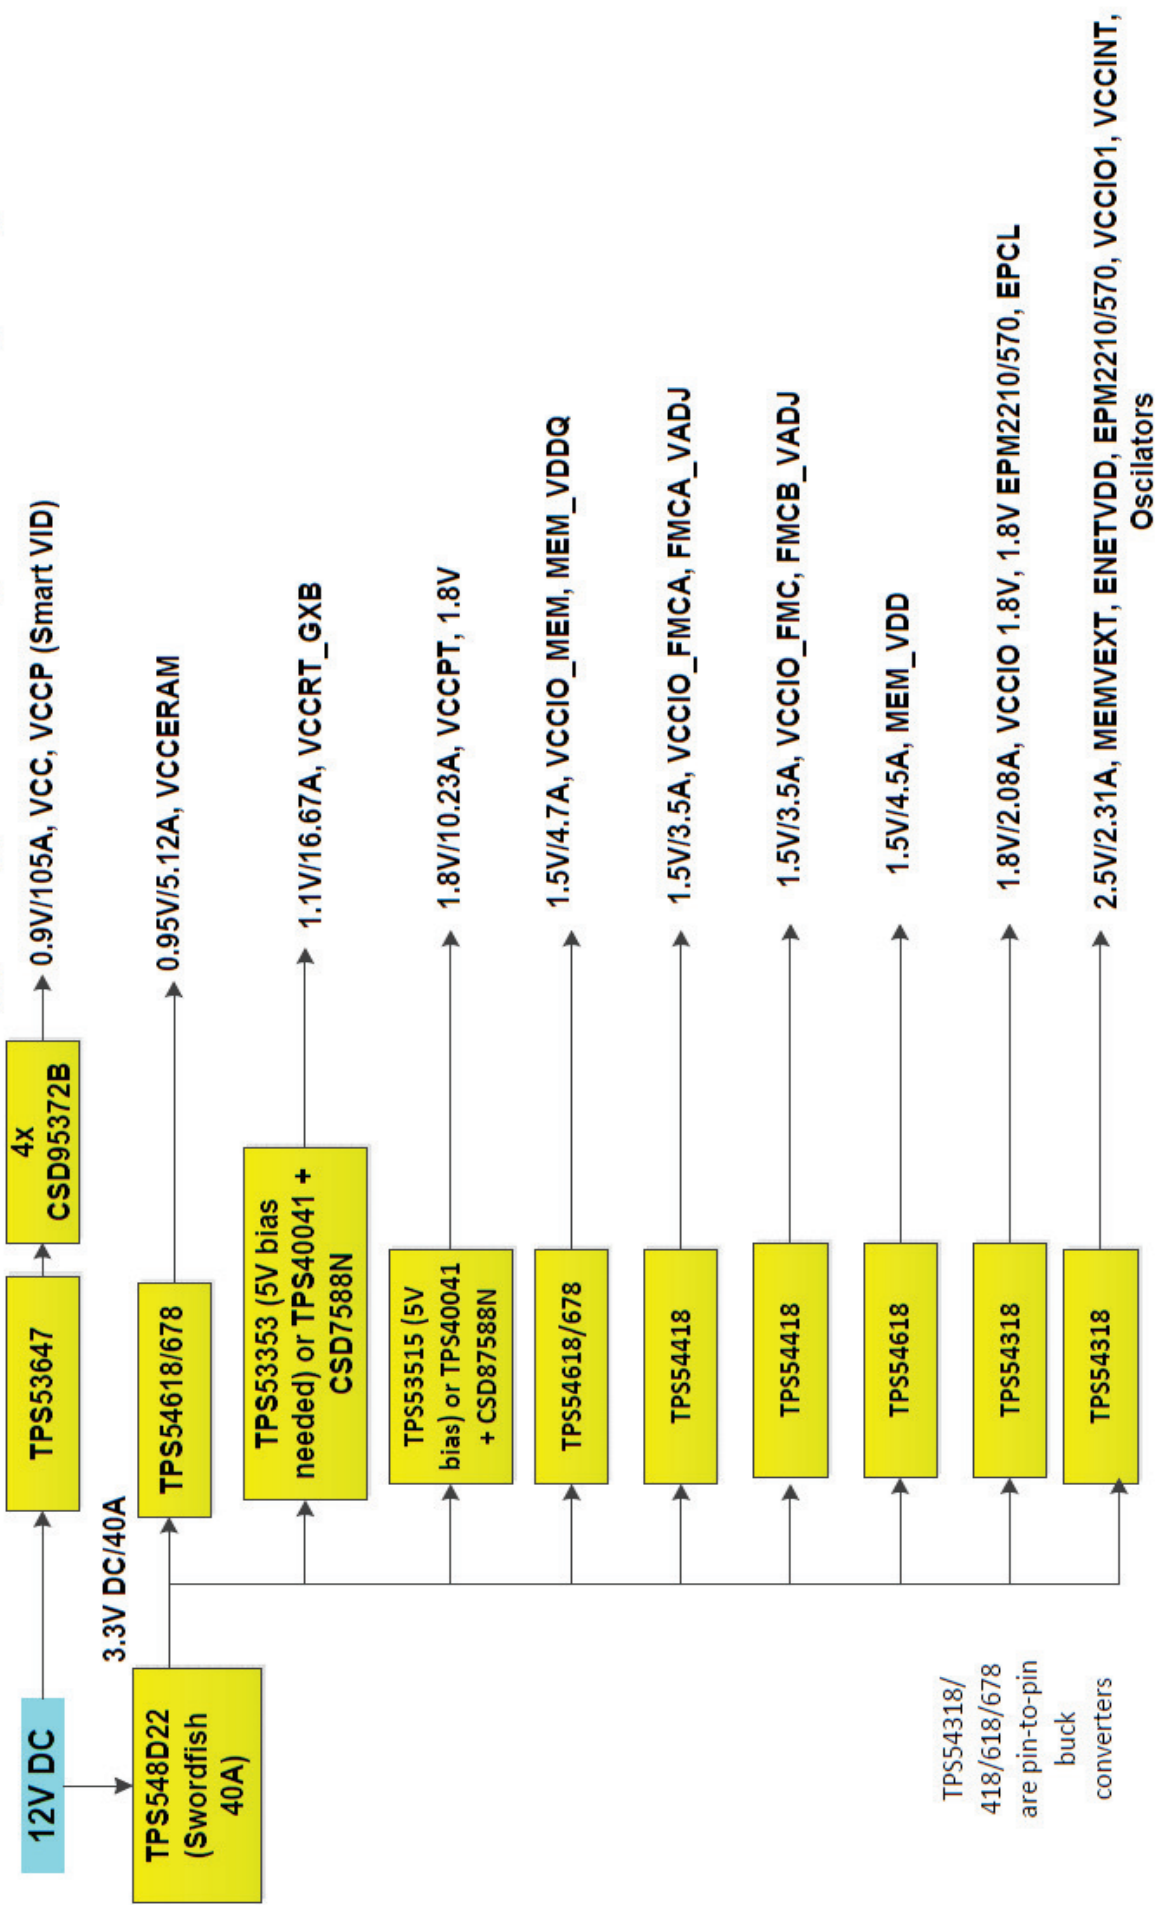 12V DC
TPS53647
4x
CSD95372B
0.9V/105A, VCC, VCCP (Smart VID)
TPS548D22
(Swordfish
40A)
3.3V DC/40A
TPS54618/678
0.95V/5.12A, VCCERAM
TPS53353 (5V bias
needed) or TPS40041 +
CSD7588N
1.1V/16.67A, VCCRT_GXB
TPS53515 (5V
bias) or TPS40041
+ CSD87588N
1.8V/10.23A, VCCPT, 1.8V
TPS54618/678
1.5V/4.7A, VCCIO_MEM, MEM_VDDQ
TPS54418
1.5V/3.5A, VCCIO_FMCA, FMCA_VADJ
TPS54418
1.5V/3.5A, VCCIO_FMC, FMCB_VADJ
TPS54618
1.5V/4.5A, MEM_VDD
TPS54318
1.8V/2.08A, VCCIO 1.8V, 1.8V EPM2210/570, EPCL
TPS54318
2.5V/2.31A, MEMVEXT, ENETVDD, EPM2210/570, VCCIO1, VCCINT,
Oscilators
TPS54318/
418/618/678
are pin-to-pin
buck
converters